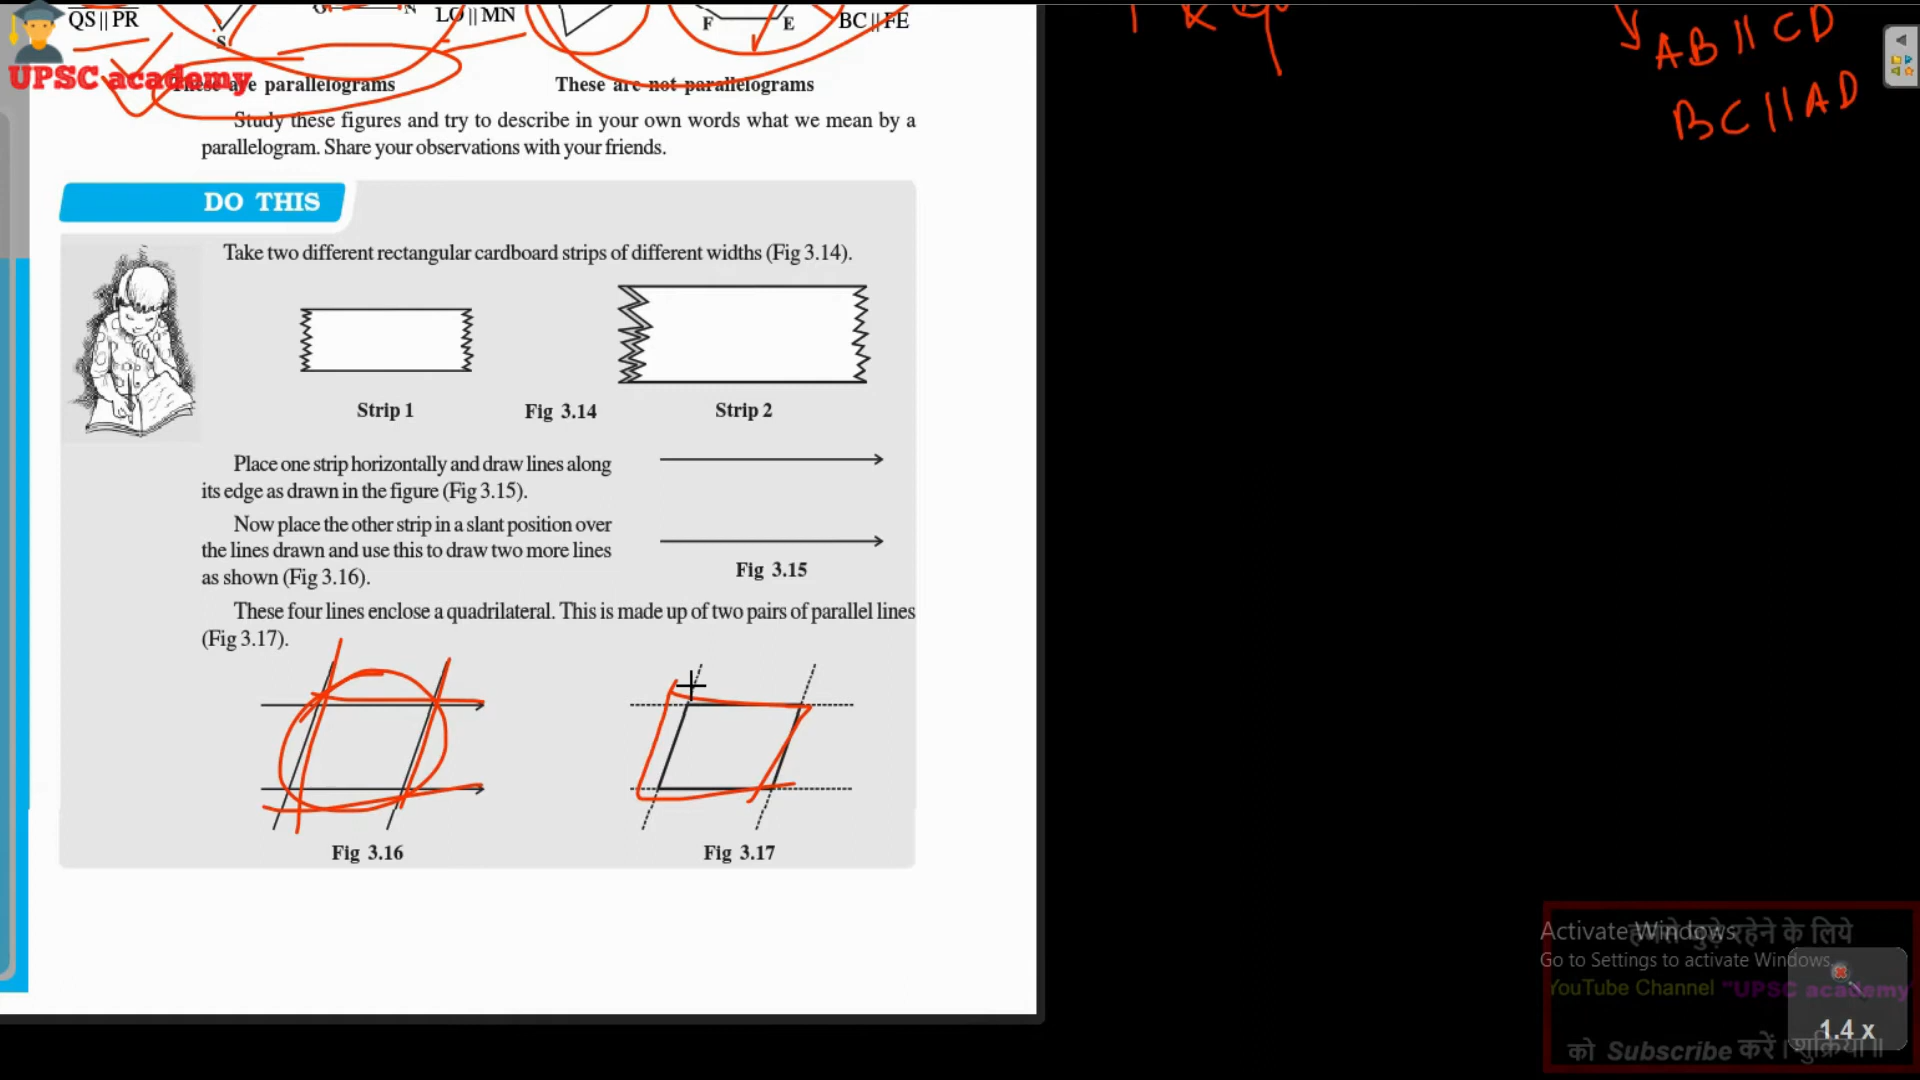 QS || PR
S
N
LO || MN
F
E
BC || FE
AB || CD
BC || AD
UPSC academy
These are parallelograms
These are not parallelograms
Study these figures and try to describe in your own words what we mean by a
parallelogram. Share your observations with your friends.
DO THIS
Take two different rectangular cardboard strips of different widths (Fig 3.14).
Strip 1
Fig 3.14
Strip 2
Place one strip horizontally and draw lines along
its edge as drawn in the figure (Fig 3.15).
Now place the other strip in a slant position over
the lines drawn and use this to draw two more lines
as shown (Fig 3.16).
Fig 3.15
These four lines enclose a quadrilateral. This is made up of two pairs of parallel lines
(Fig 3.17).
Fig 3.16
Fig 3.17
Activate Windows
Go to Settings to activate Windows.
हमसे जुड़े रहेने के लिये
YouTube Channel "UPSC academy
को Subscribe करें | शुक्रिया ॥
1.4 x